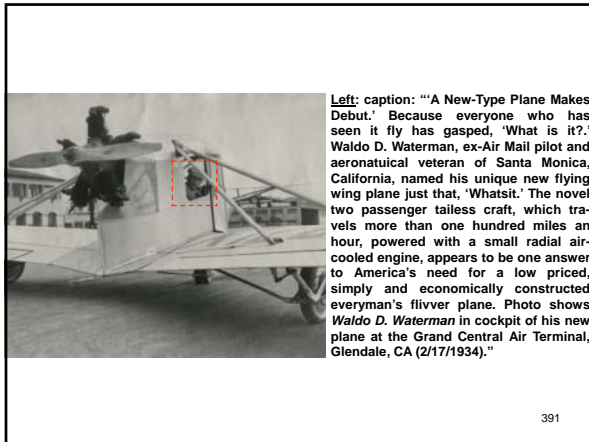 Left: caption: “‘A New-Type Plane Makes
Debut.’ Because everyone who has
seen it fly has gasped, ‘What is it?.’
Waldo D. Waterman, ex-Air Mail pilot and
aeronatuical veteran of Santa Monica,
California, named his unique new flying
wing plane just that, ‘Whatsit.’ The novel
two passenger tailess craft, which tra-
vels more than one hundred miles an
hour, powered with a small radial air-
cooled engine, appears to be one answer
to America’s need for a low priced,
simply and economically constructed
everyman’s flivver plane. Photo shows
Waldo D. Waterman in cockpit of his new
plane at the Grand Central Air Terminal,
Glendale, CA (2/17/1934).”
391